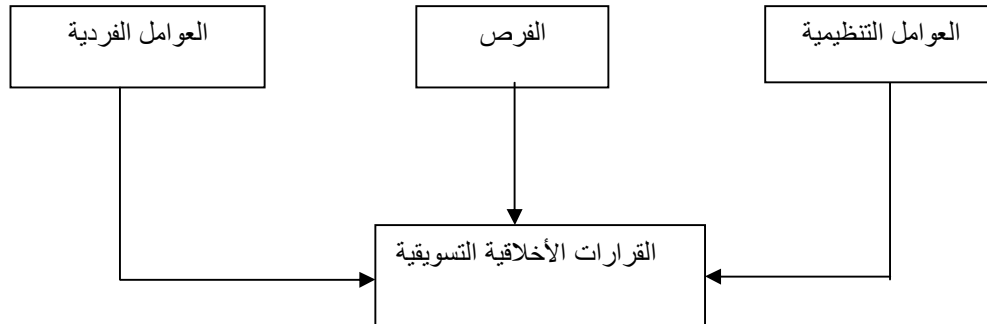 العوامل التنظيمية
الفرص
العوامل الفردية
القرارات الأخلاقية التسويقية